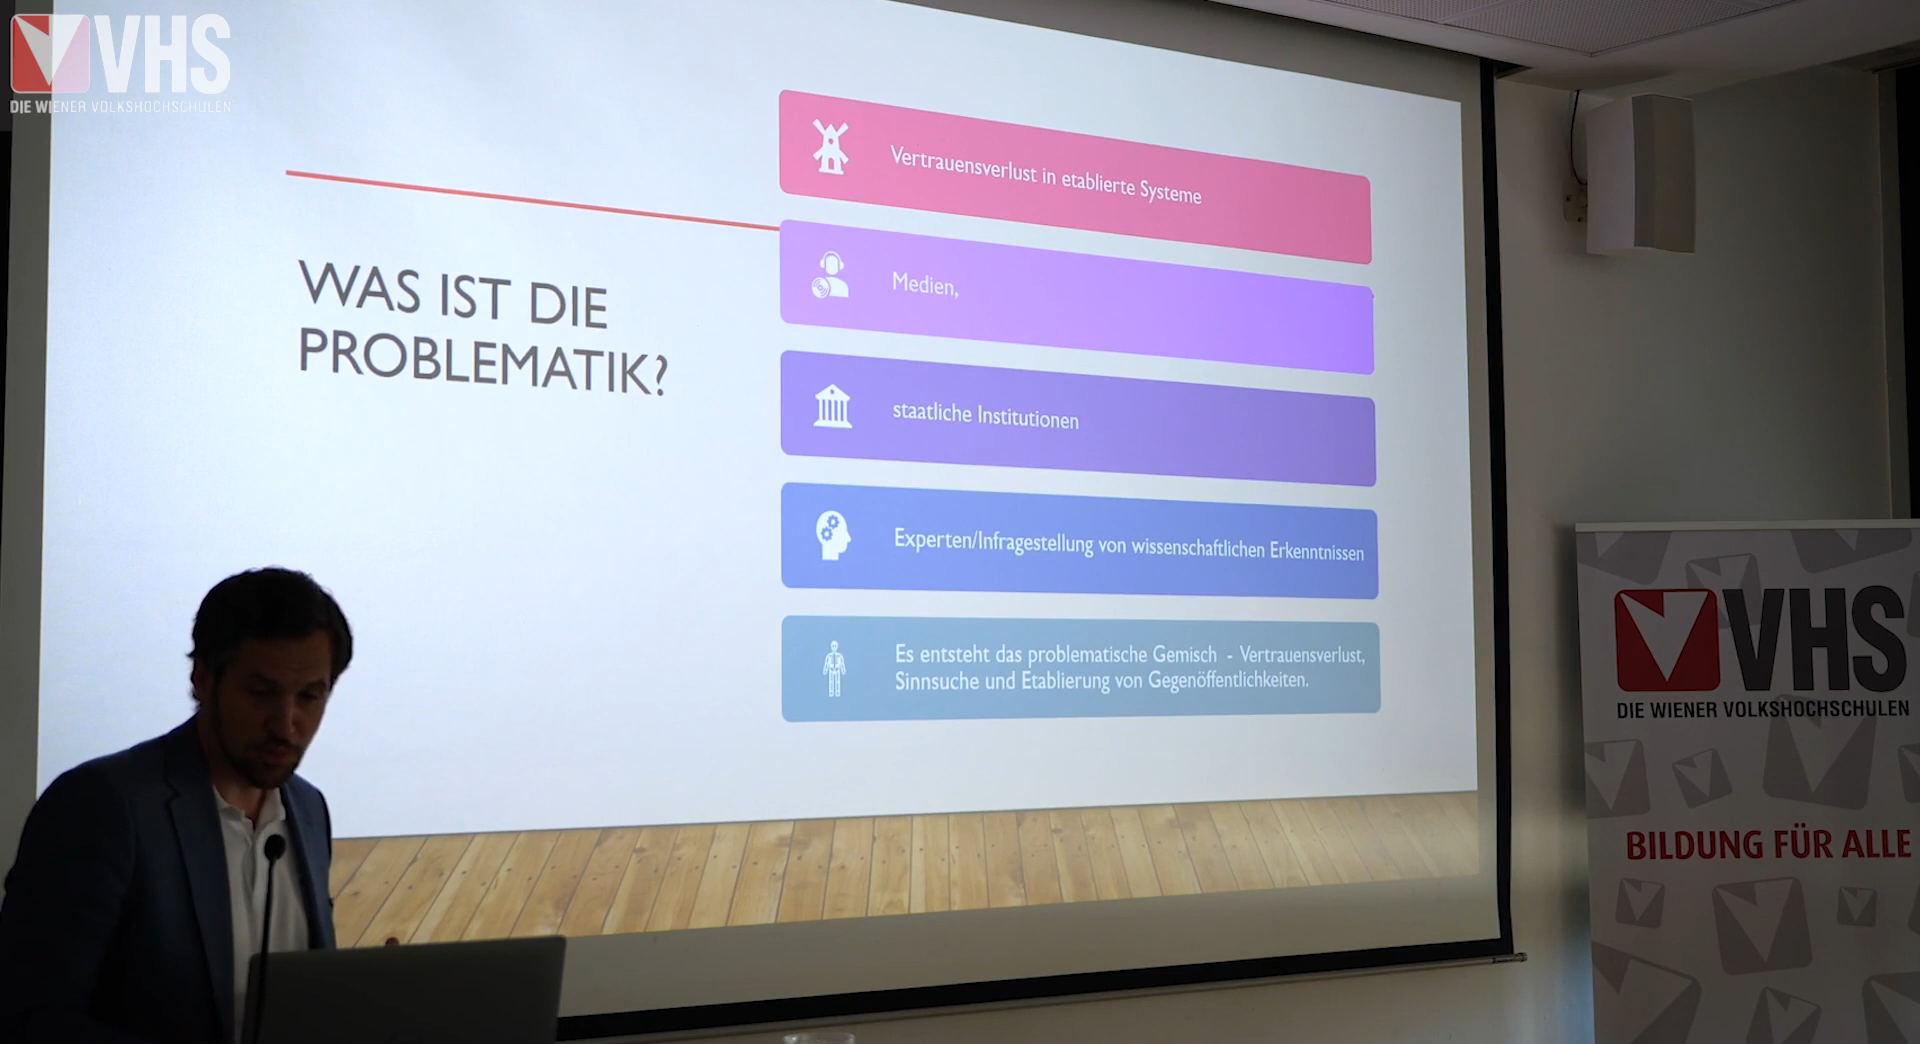 VHS
DIE WIENER VOLKSHOCHSCHULEN
WAS IST DIE
PROBLEMATIK?
Vertrauensverlust in etablierte Systeme
Medien,
staatliche Institutionen
Experten/Infragestellung von wissenschaftlichen Erkenntnissen
Es entsteht das problematische Gemisch - Vertrauensverlust,
Sinnsuche und Etablierung von Gegenöffentlichkeiten.
VHS
DIE WIENER VOLKSHOCHSCHULEN
BILDUNG FÜR ALLE